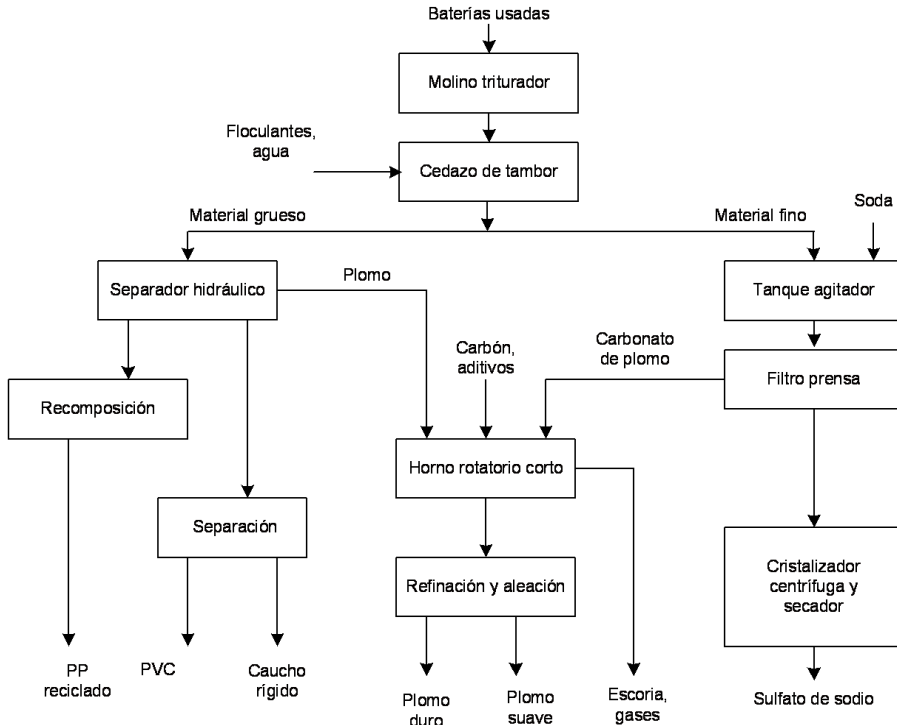 Baterías usadas
Molino triturador
Floculantes,
agua
Cedazo de tambor
Material grueso
Material fino
Soda
Separador hidráulico
Plomo
Tanque agitador
Carbón,
aditivos
Carbonato
de plomo
Filtro prensa
Recomposición
Horno rotatorio corto
Separación
Refinación y aleación
Cristalizador
centrífuga y
secador
PP
reciclado
PVC
Caucho
rígido
Plomo
duro
Plomo
suave
Escoria,
gases
Sulfato de sodio